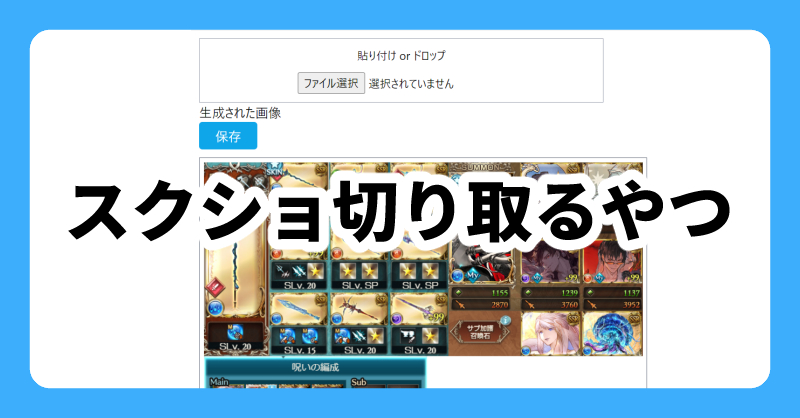 貼り付け or ドロップ
ファイル選択 選択されていません
生成された画像
保存
スクショ切り取るやつ
SKIN
SUMMON
My
+99
+99
SLv. 20
SLv. SP
SLv. SP
1155
1239
1137
2870
3760
3952
+99
サブ加護
召喚石
SLv. 20
SLv. 15
SLv. 20
SLv. 20
呪いの編成
Main
Sub